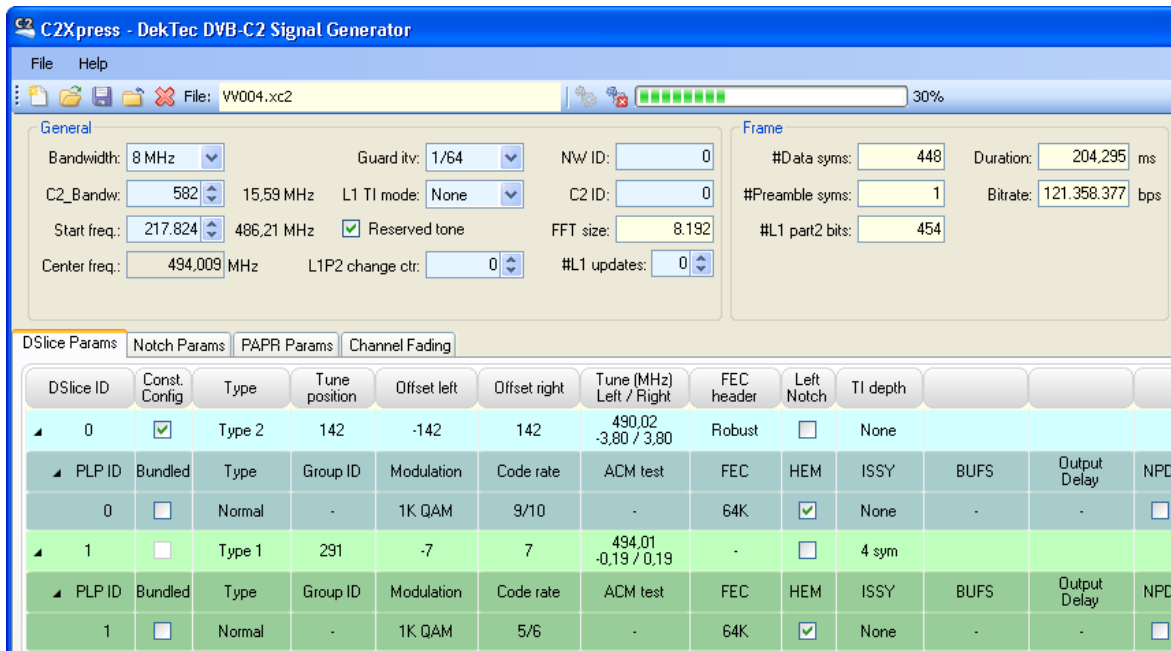 C2Xpress - DekTec DVB-C2 Signal Generator
File Help
File: VV004.xc2 30%
General Frame
Bandwidth: 8 MHz Guard itv: 1/64 NW ID: 0 #Data syms: 448 Duration: 204,295 ms
C2_Bandw: 582 15,59 MHz L1 TI mode: None C2 ID: 0 #Preamble syms: 1 Bitrate: 121.358.377 bps
Start freq.: 217.824 486,21 MHz Reserved tone FFT size: 8.192 #L1 part2 bits: 454
Center freq.: 494,009 MHz L1P2 change ctr: 0 #L1 updates: 0
DSlice Params Notch Params PAPR Params Channel Fading
DSlice ID Const. Config Type Tune position Offset left Offset right Tune (MHz) Left / Right FEC header Left Notch TI depth
0 Type 2 142 -142 142 490,02 -3,80 / 3,80 Robust None
PLP ID Bundled Type Group ID Modulation Code rate ACM test FEC HEM ISSY BUFS Output Delay NPD
0 Normal - 1K QAM 9/10 - 64K None - -
1 Type 1 291 -7 7 494,01 -0,19 / 0,19 - 4 sym
PLP ID Bundled Type Group ID Modulation Code rate ACM test FEC HEM ISSY BUFS Output Delay NPD
1 Normal - 1K QAM 5/6 - 64K None - -